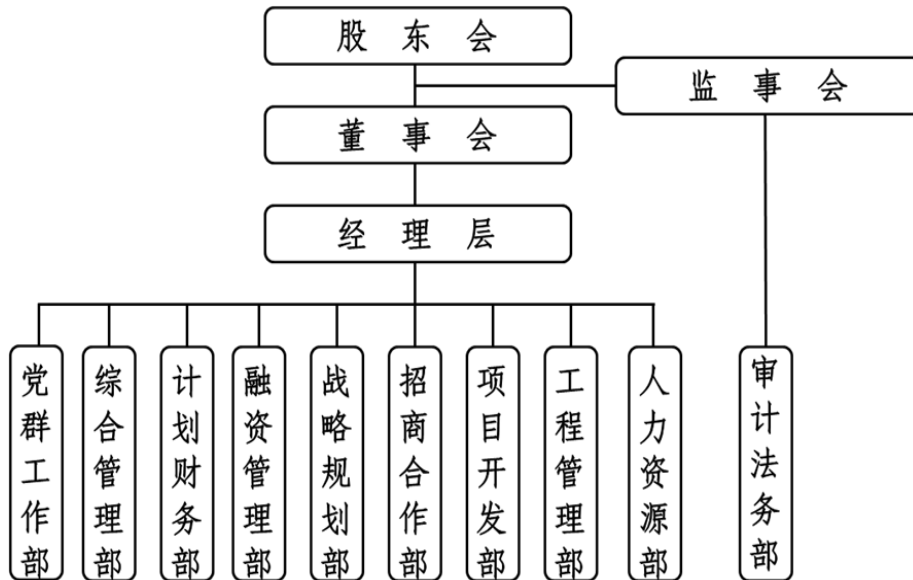 股东会
监事会
董事会
经理层
党群工作部
综合管理部
计划财务部
融资管理部
战略规划部
招商合作部
项目开发部
工程管理部
人力资源部
审计法务部